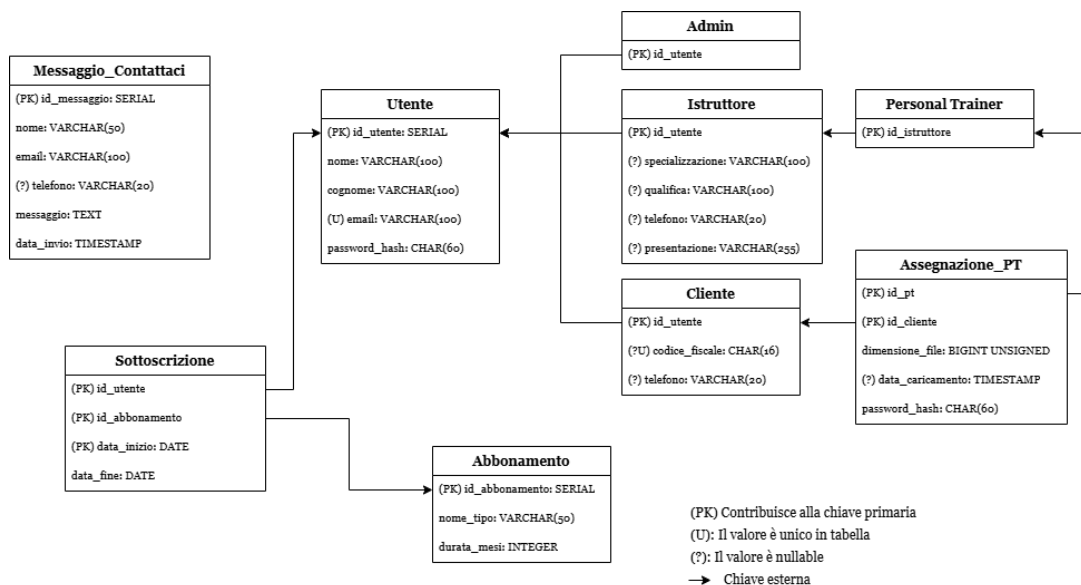 Messaggio_Contattaci
(PK) id_messaggio: SERIAL
nome: VARCHAR(50)
email: VARCHAR(100)
(?) telefono: VARCHAR(20)
messaggio: TEXT
data_invio: TIMESTAMP
Utente
(PK) id_utente: SERIAL
nome: VARCHAR(100)
cognome: VARCHAR(100)
(U) email: VARCHAR(100)
password_hash: CHAR(60)
Admin
(PK) id_utente
Istruttore
(PK) id_utente
(?) specializzazione: VARCHAR(100)
(?) qualifica: VARCHAR(100)
(?) telefono: VARCHAR(20)
(?) presentazione: VARCHAR(255)
Personal Trainer
(PK) id_istruttore
Cliente
(PK) id_utente
(?U) codice_fiscale: CHAR(16)
(?) telefono: VARCHAR(20)
Assegnazione_PT
(PK) id_pt
(PK) id_cliente
dimensione_file: BIGINT UNSIGNED
(?) data_caricamento: TIMESTAMP
password_hash: CHAR(60)
Sottoscrizione
(PK) id_utente
(PK) id_abbonamento
(PK) data_inizio: DATE
data_fine: DATE
Abbonamento
(PK) id_abbonamento: SERIAL
nome_tipo: VARCHAR(50)
durata_mesi: INTEGER
(PK) Contribuisce alla chiave primaria
(U): Il valore è unico in tabella
(?): Il valore è nullable
Chiave esterna